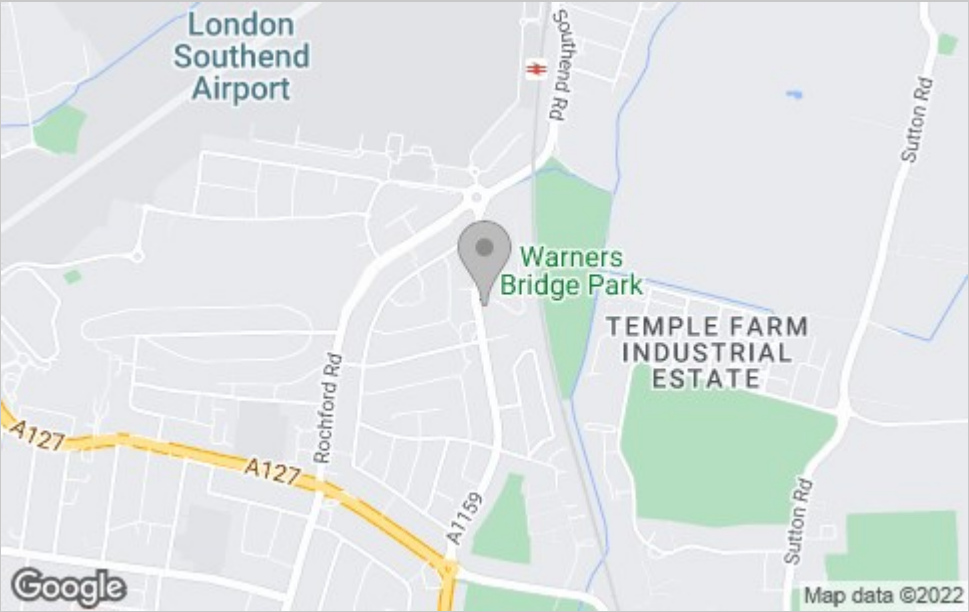 London
Southend
Airport
Southend Rd
Sutton Rd
Warners
Bridge Park
TEMPLE FARM
INDUSTRIAL
ESTATE
Rochford Rd
A127
A127
A1159
Sutton Rd
Google
Map data ©2022